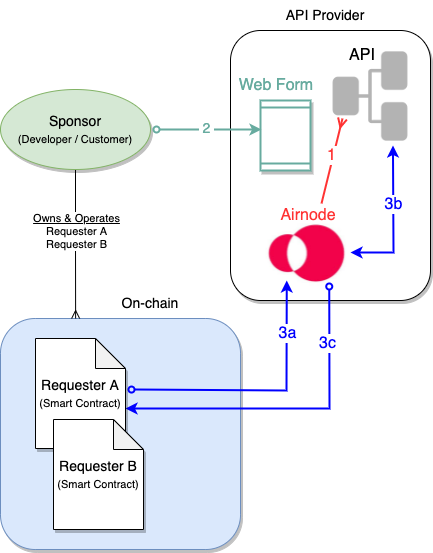 API Provider
API
Web Form
Sponsor
(Developer / Customer)
2
1
3b
Airnode
Owns & Operates
Requester A
Requester B
On-chain
3a
3c
Requester A
(Smart Contract)
Requester B
(Smart Contract)